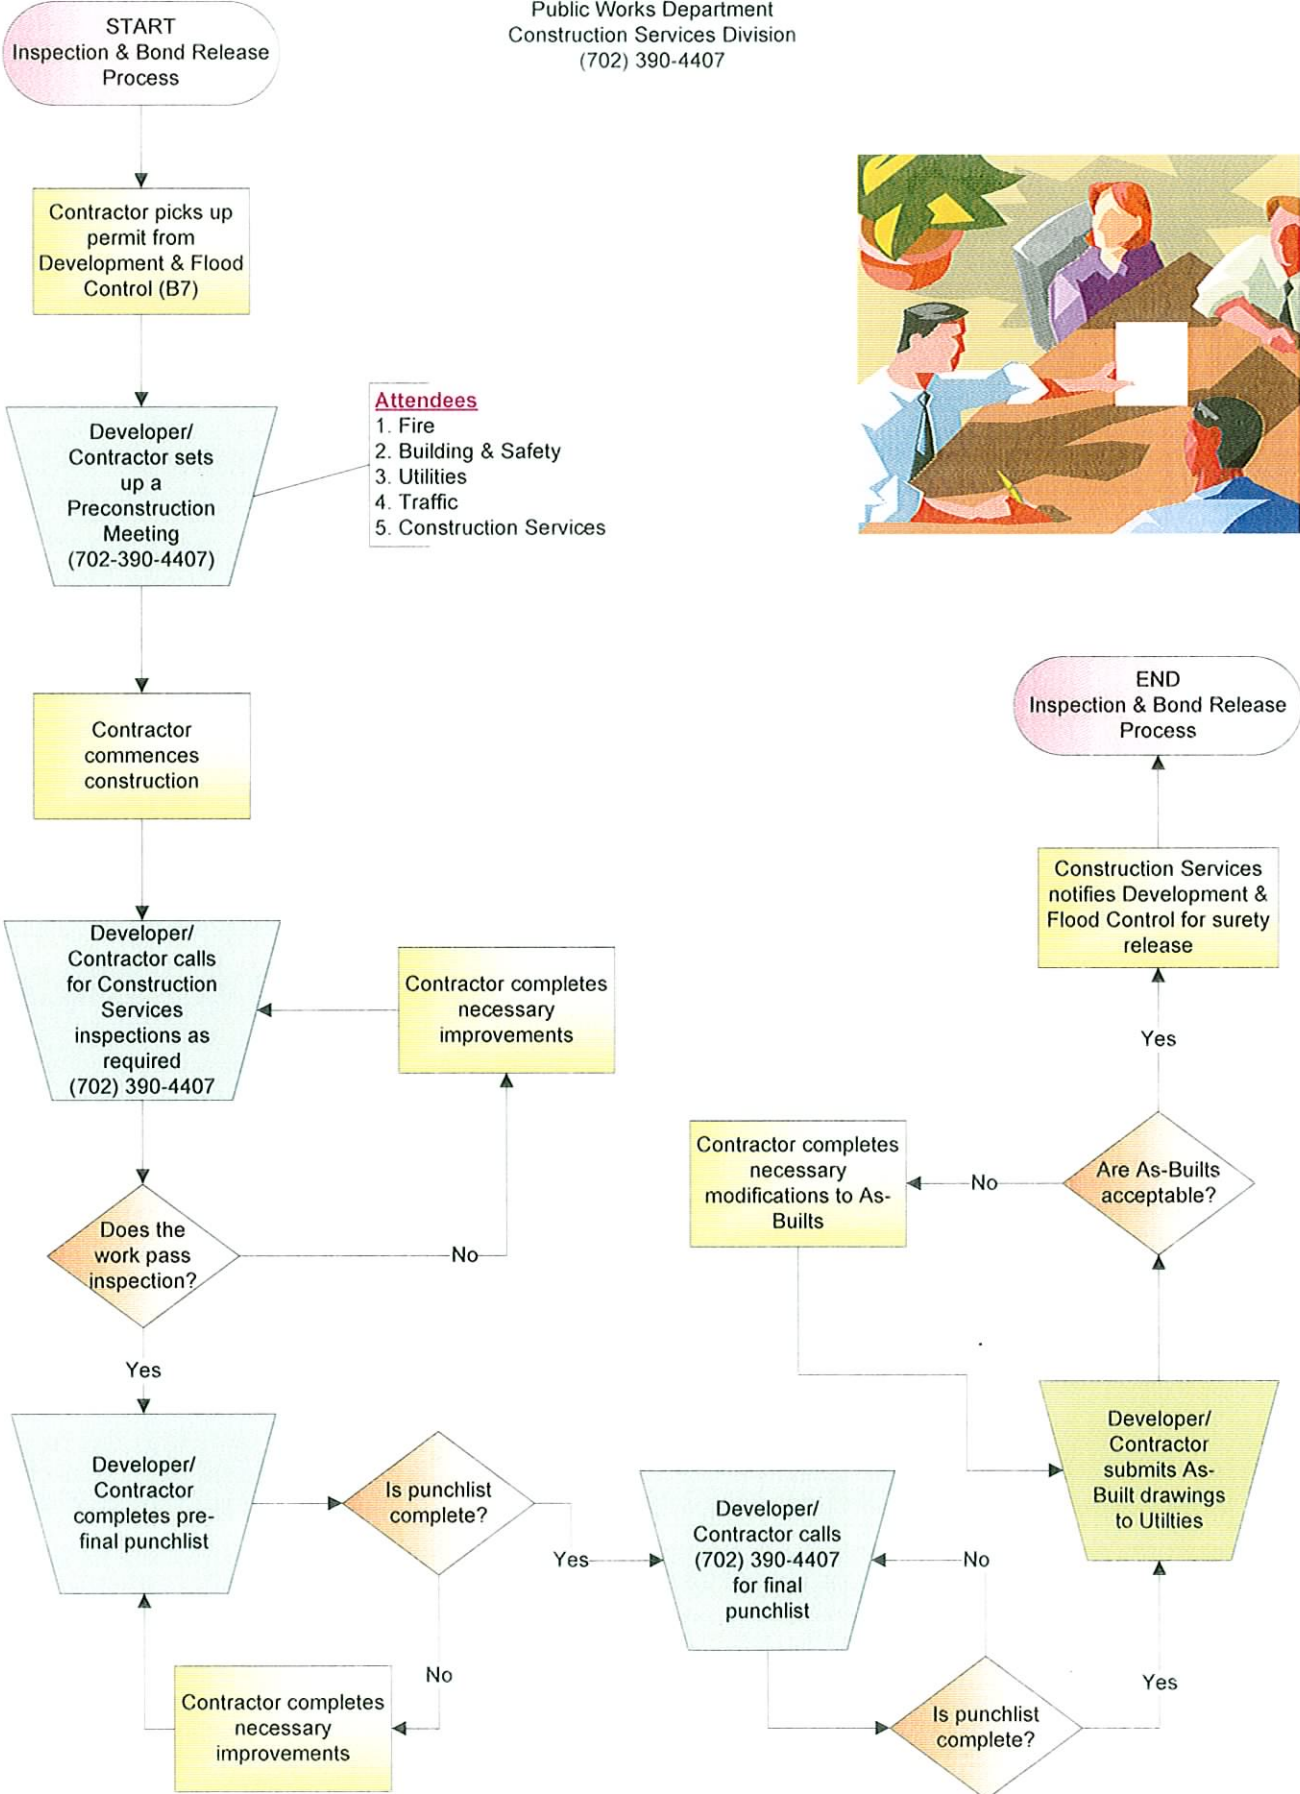 Public Works Department
Construction Services Division
(702) 390-4407
START
Inspection & Bond Release
Process
Contractor picks up
permit from
Development & Flood
Control (B7)
Developer/
Contractor sets
up a
Preconstruction
Meeting
(702-390-4407)
Attendees
1. Fire
2. Building & Safety
3. Utilities
4. Traffic
5. Construction Services
Contractor
commences
construction
Developer/
Contractor calls
for Construction
Services
inspections as
required
(702) 390-4407
Contractor completes
necessary
improvements
Does the
work pass
inspection?
No
Yes
Developer/
Contractor
completes pre-
final punchlist
Is punchlist
complete?
No
Contractor completes
necessary
improvements
Yes
Developer/
Contractor calls
(702) 390-4407
for final
punchlist
No
Is punchlist
complete?
Yes
Developer/
Contractor
submits As-
Built drawings
to Utilties
Are As-Builts
acceptable?
No
Contractor completes
necessary
modifications to As-
Builts
Yes
Construction Services
notifies Development &
Flood Control for surety
release
END
Inspection & Bond Release
Process